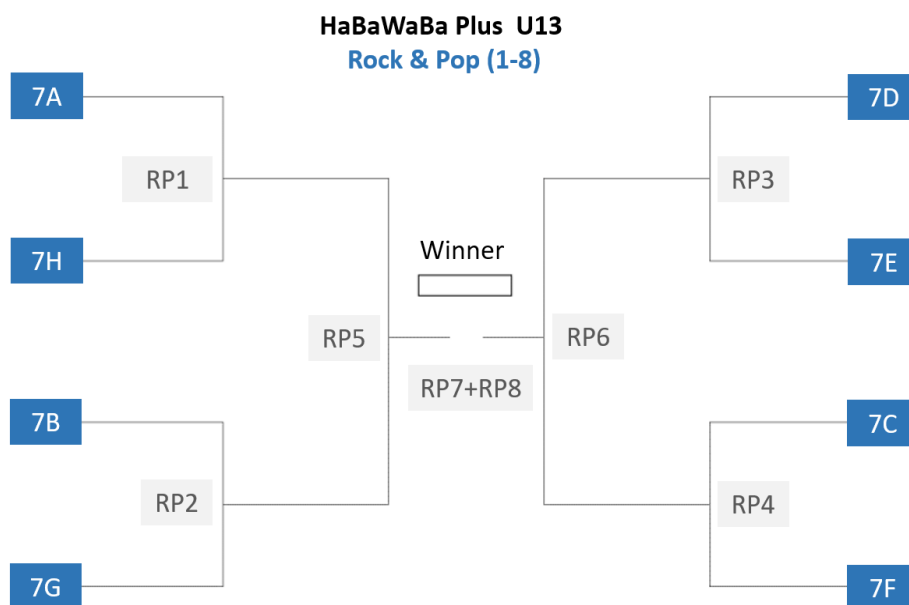 HaBaWaBa Plus U13
Rock & Pop (1-8)
7A
7D
RP1
RP3
7H
7E
Winner
RP5
RP6
RP7+RP8
7B
7C
RP2
RP4
7G
7F